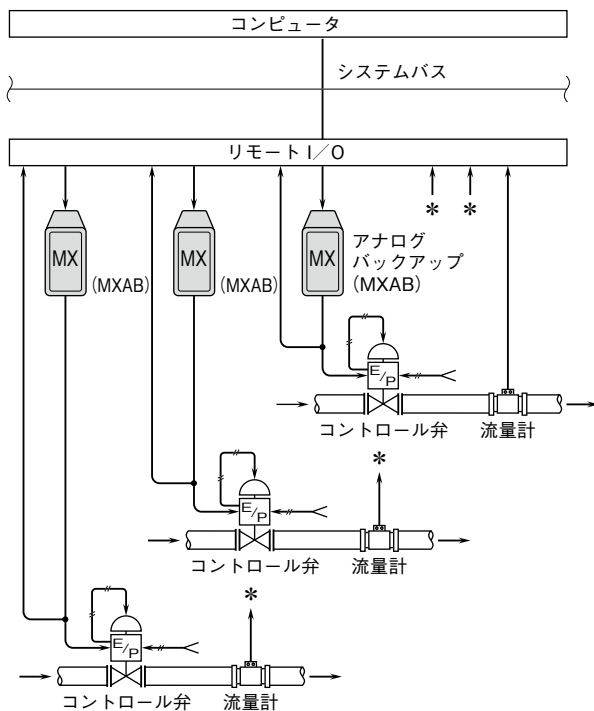 コンピュータ
システムバス
リモート I／O
＊ ＊
MX
(MXAB)
MX
(MXAB)
MX
アナログ
バックアップ
(MXAB)
E/P
コントロール弁
流量計
＊
E/P
コントロール弁
流量計
＊
E/P
コントロール弁
流量計